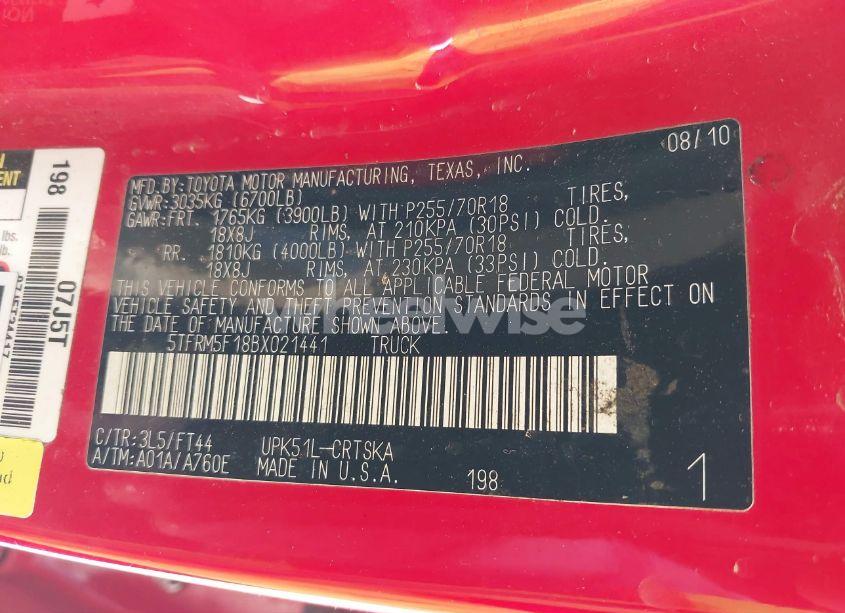 198
07J5T
ENT
lbs.
lb.
08/10
MFD.BY:TOYOTA MOTOR MANUFACTURING, TEXAS, INC.
GVWR:3035KG (6700LB)
GAWR:FRT. 1765KG (3900LB) WITH P255/70R18 TIRES,
18X8J RIMS, AT 210KPA (30PSI) COLD.
RR. 1810KG (4000LB) WITH P255/70R18 TIRES,
18X8J RIMS, AT 230KPA (33PSI) COLD.
THIS VEHICLE CONFORMS TO ALL APPLICABLE FEDERAL MOTOR
VEHICLE SAFETY AND THEFT PREVENTION STANDARDS IN EFFECT ON
THE DATE OF MANUFACTURE SHOWN ABOVE.
5TFRM5F18BX021441 TRUCK
C/TR:3L5/FT44 UPK51L-CRTSKA
A/TM:A01A/A760E MADE IN U.S.A. 198 1
wheelwise